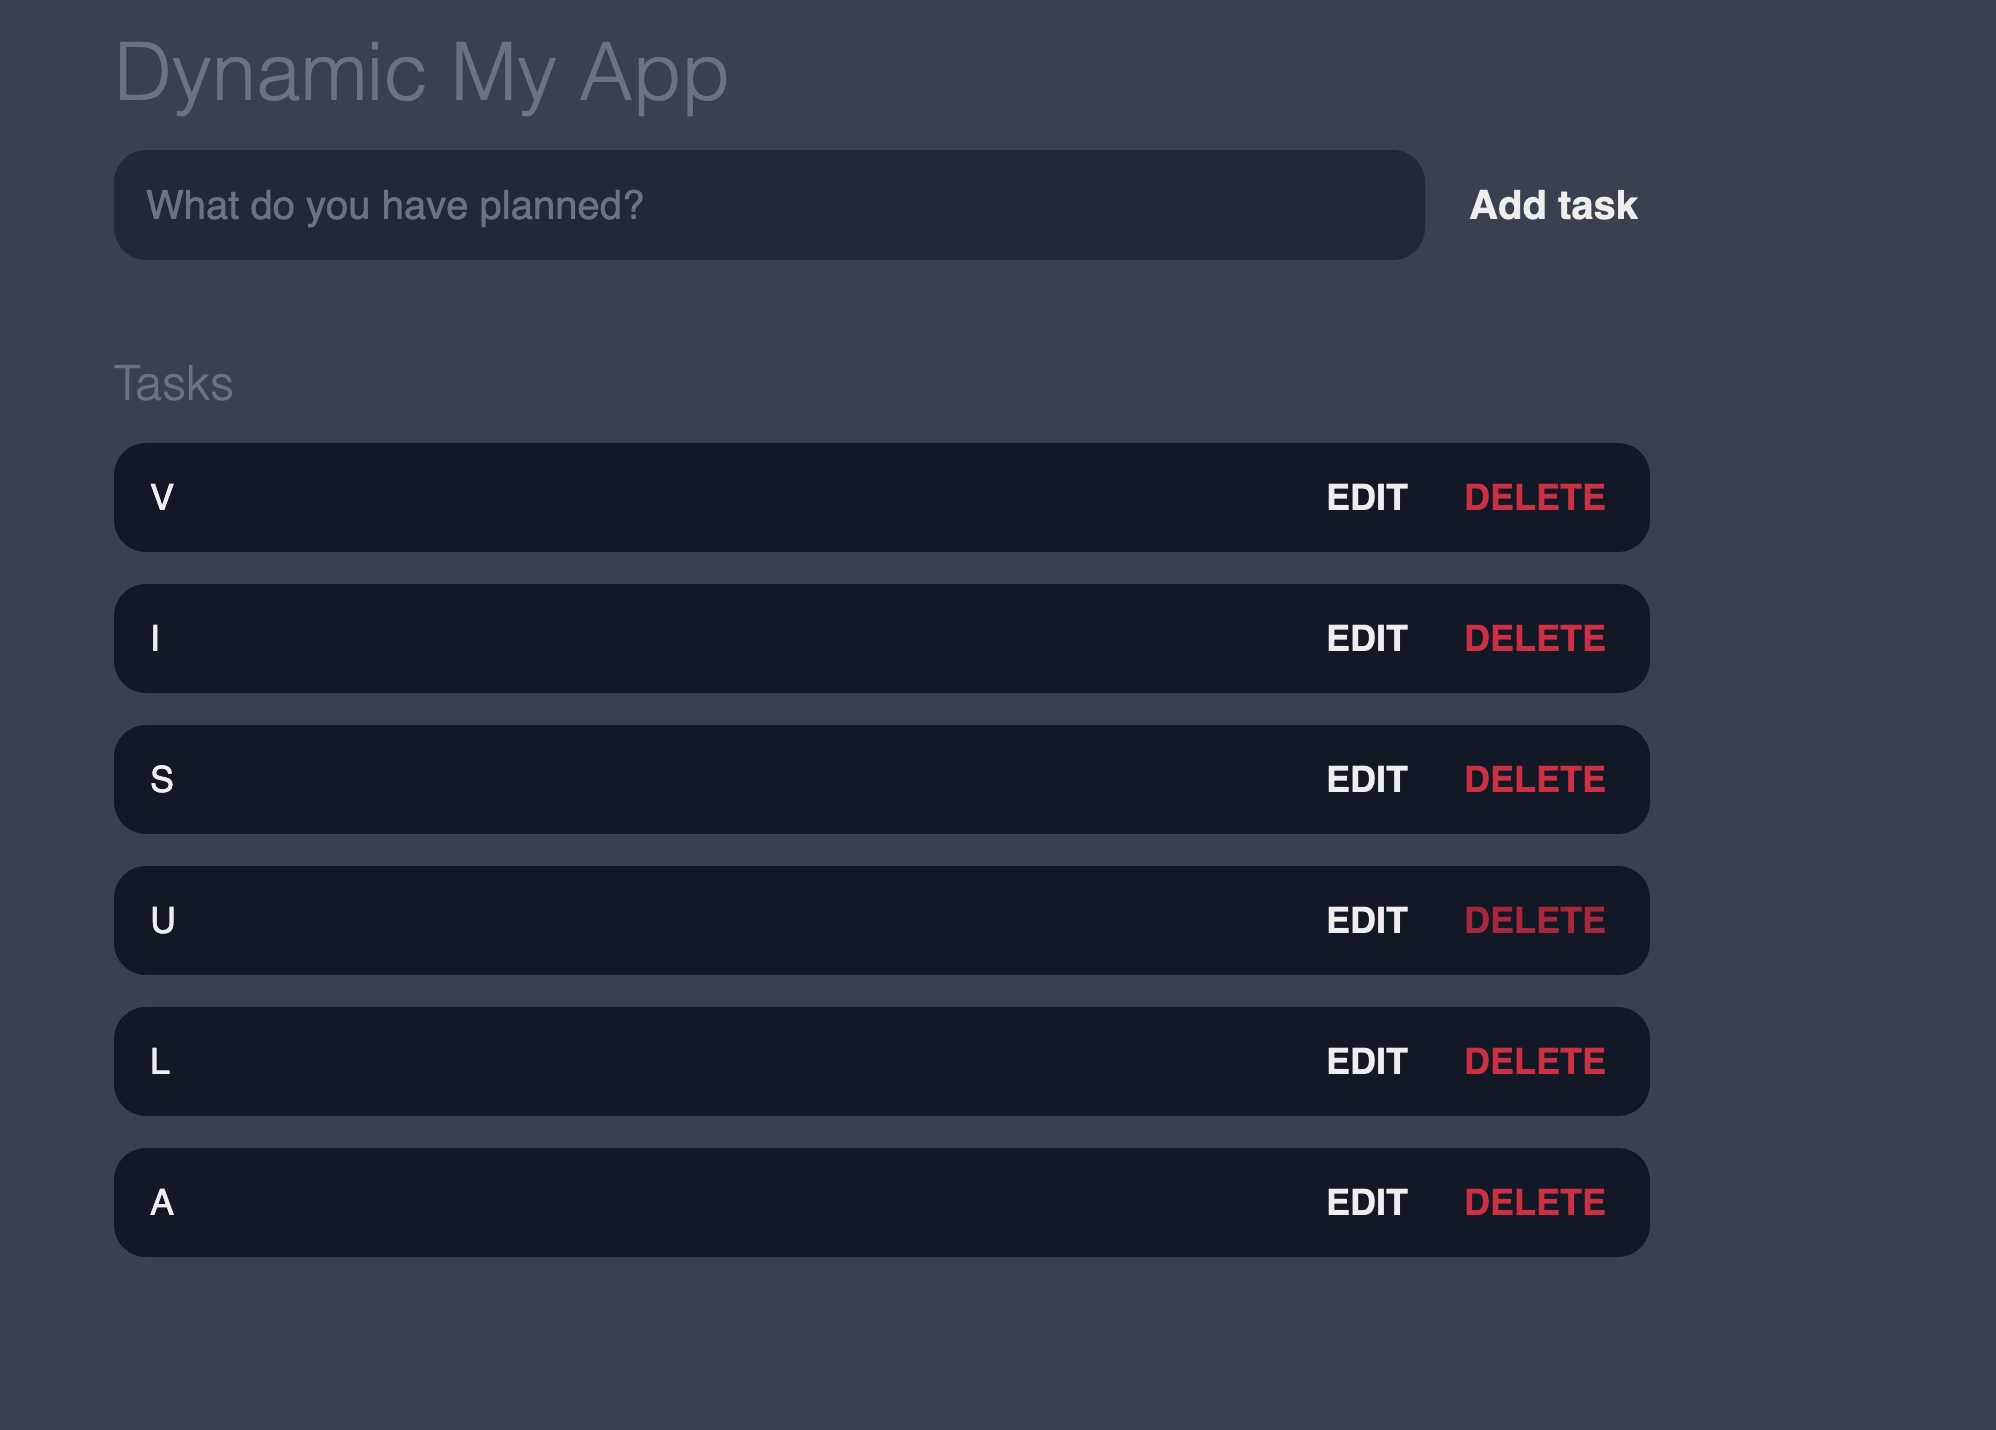 Dynamic My App
What do you have planned?
Add task
Tasks
V EDIT DELETE
I EDIT DELETE
S EDIT DELETE
U EDIT DELETE
L EDIT DELETE
A EDIT DELETE